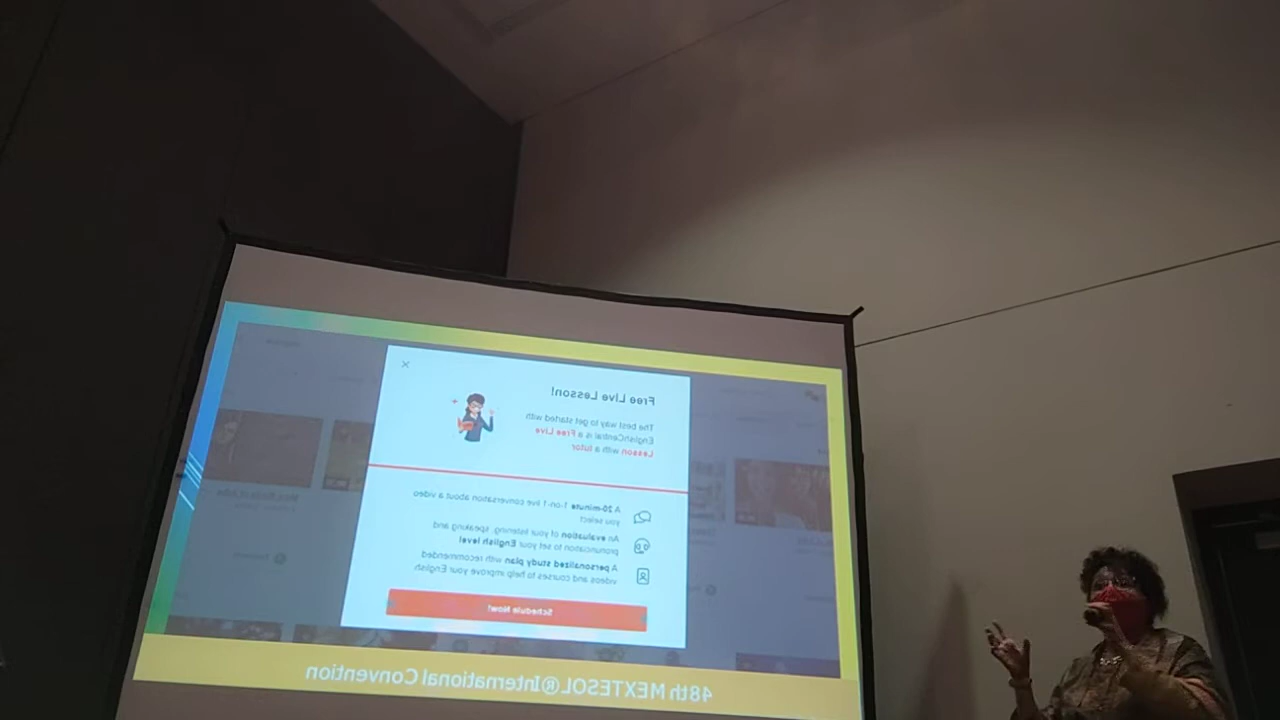 Free Live Lesson!
The best way to get started with
EnglishCentral is a Free Live
Lesson with a tutor
A 20-minute 1-on-1 live conversation about a video
you select
An evaluation of your listening, speaking, and
pronunciation to set your English level
A personalized study plan with recommended
videos and courses to help improve your English
Schedule Now!
48th MEXTESOL®International Convention